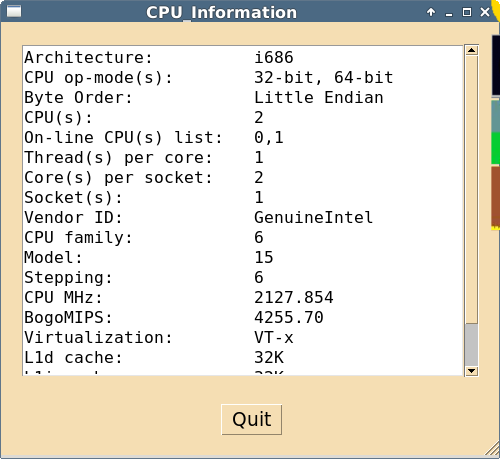 CPU_Information
Architecture: i686
CPU op-mode(s): 32-bit, 64-bit
Byte Order: Little Endian
CPU(s): 2
On-line CPU(s) list: 0,1
Thread(s) per core: 1
Core(s) per socket: 2
Socket(s): 1
Vendor ID: GenuineIntel
CPU family: 6
Model: 15
Stepping: 6
CPU MHz: 2127.854
BogoMIPS: 4255.70
Virtualization: VT-x
L1d cache: 32K
Quit